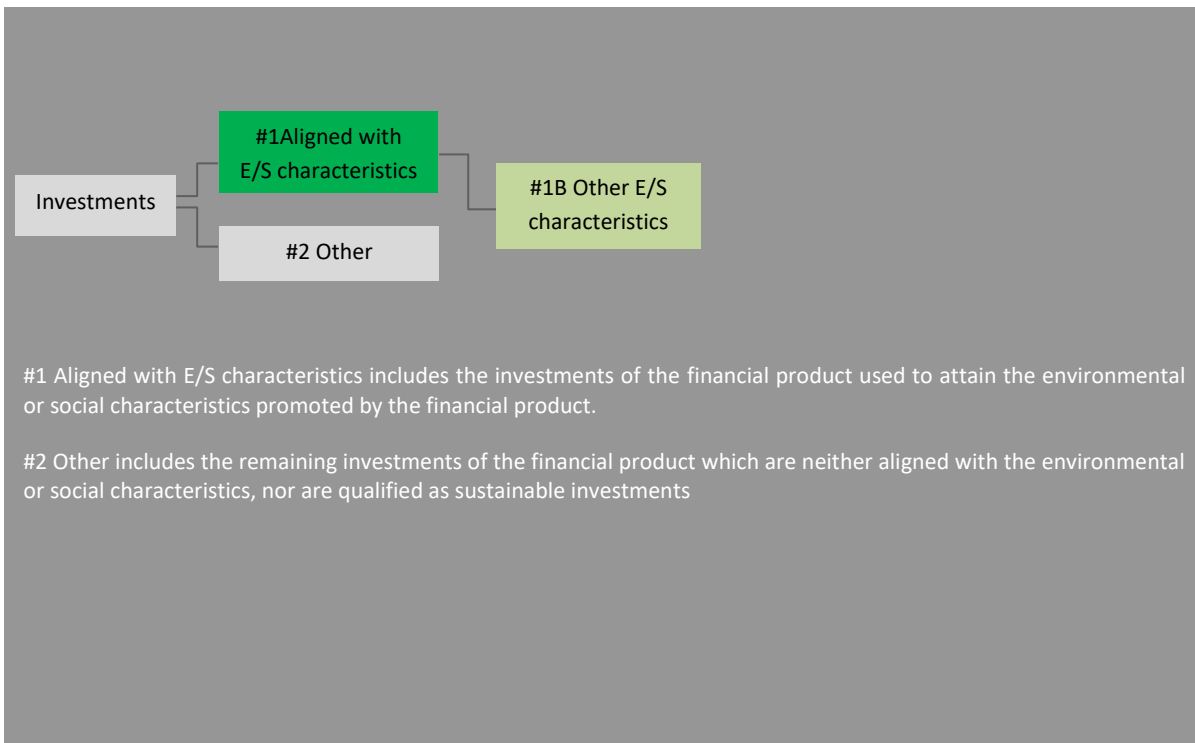 #1Aligned with
E/S characteristics
#1B Other E/S
characteristics
Investments
#2 Other
#1 Aligned with E/S characteristics includes the investments of the financial product used to attain the environmental
or social characteristics promoted by the financial product.
#2 Other includes the remaining investments of the financial product which are neither aligned with the environmental
or social characteristics, nor are qualified as sustainable investments